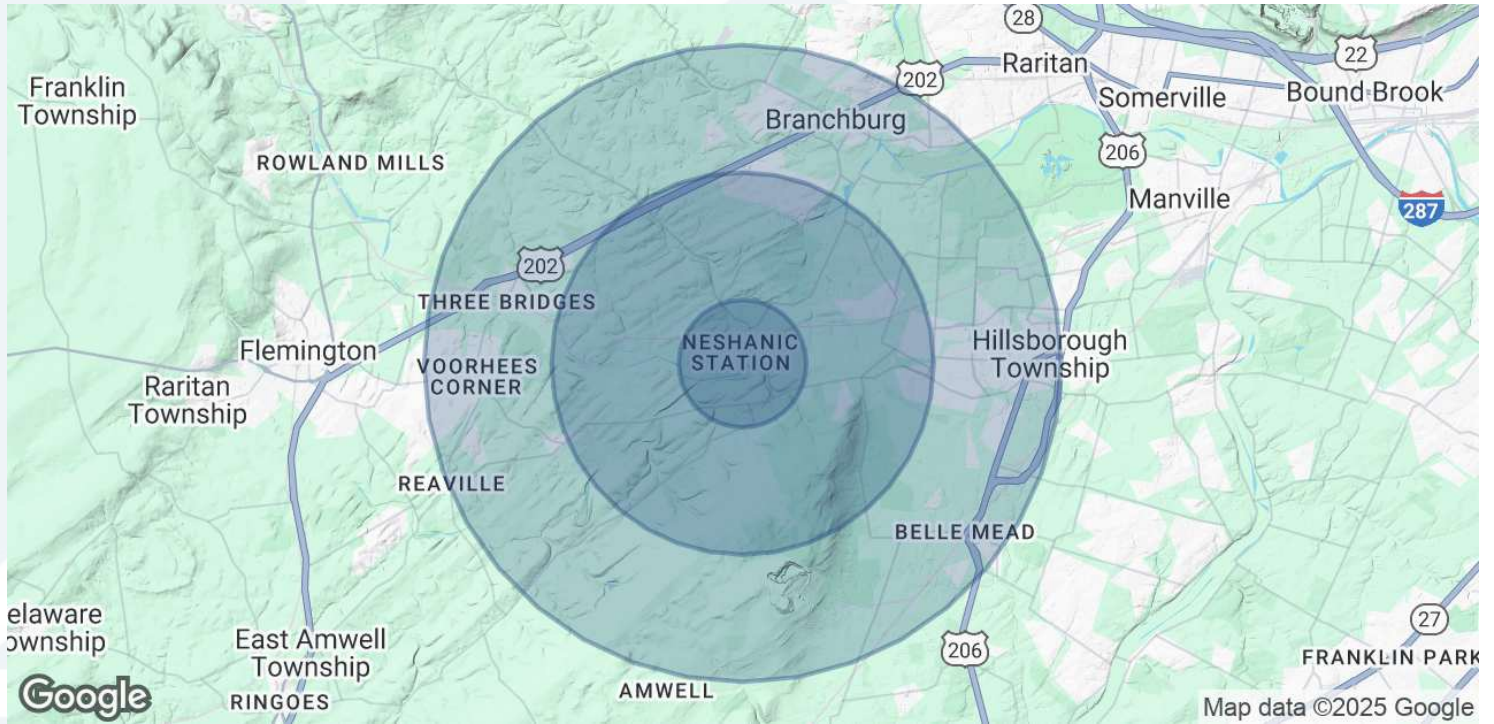 28
Raritan
22
Franklin
Township
202
Somerville
Bound Brook
Branchburg
ROWLAND MILLS
206
Manville
287
202
THREE BRIDGES
NESHANIC
STATION
Hillsborough
Township
Flemington
VOORHEES
CORNER
Raritan
Township
REAVILLE
BELLE MEAD
elaware
ownship
East Amwell
Township
27
206
FRANKLIN PARK
AMWELL
RINGOES
Google
Map data ©2025 Google